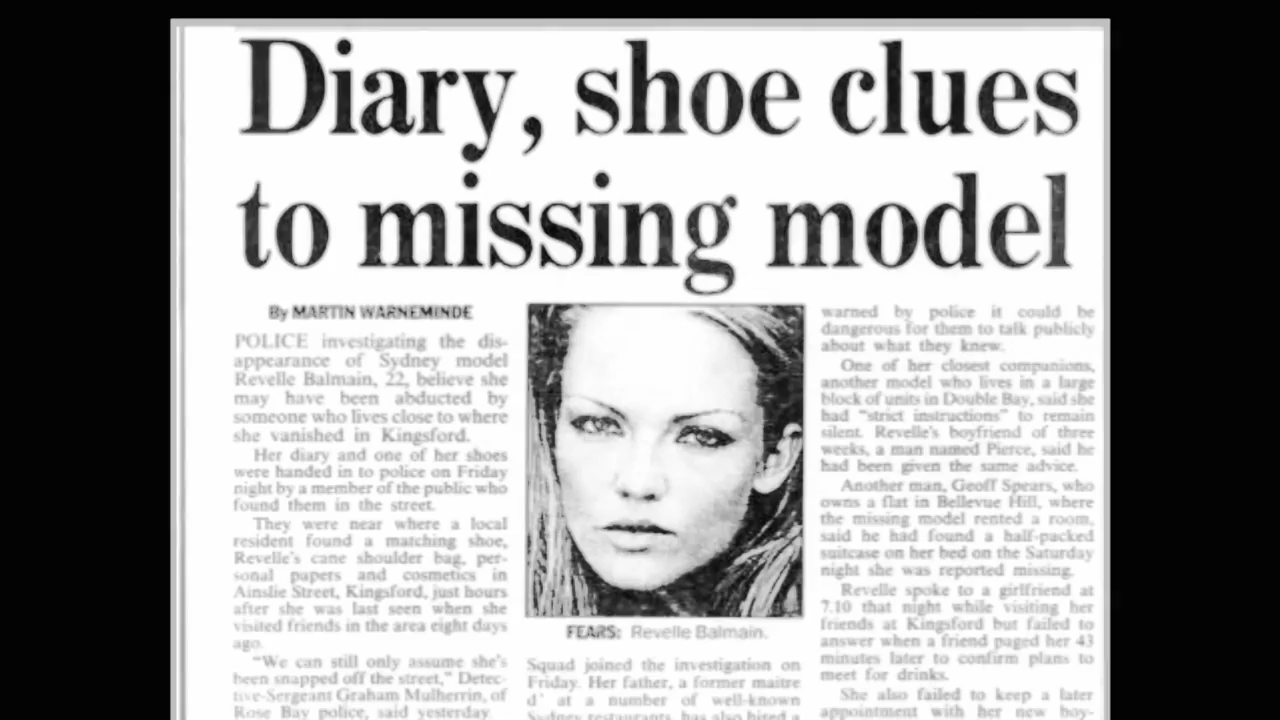 Diary, shoe clues
to missing model
By MARTIN WARNEMINDE
POLICE investigating the dis-
appearance of Sydney model
Revelle Balmain, 22, believe she
may have been abducted by
someone who lives close to where
she vanished in Kingsford.
Her diary and one of her shoes
were handed in to police on Friday
night by a member of the public who
found them in the street.
They were near where a local
resident found a matching shoe,
Revelle's cane shoulder bag, per-
sonal papers and cosmetics in
Ainslie Street, Kingsford, just hours
after she was last seen when she
visited friends in the area eight days
ago.
"We can still only assume she's
been snapped off the street," Detec-
tive-Sergeant Graham Mulherrin, of
Rose Bay police, said yesterday.
FEARS: Revelle Balmain.
Squad joined the investigation on
Friday. Her father, a former maitre
d' at a number of well-known
Sydney restaurants, has also hired a
warned by police it could be
dangerous for them to talk publicly
about what they knew.
One of her closest companions,
another model who lives in a large
block of units in Double Bay, said she
had "strict instructions" to remain
silent. Revelle's boyfriend of three
weeks, a man named Pierce, said he
had been given the same advice.
Another man, Geoff Spears, who
owns a flat in Bellevue Hill, where
the missing model rented a room,
said he had found a half-packed
suitcase on her bed on the Saturday
night she was reported missing.
Revelle spoke to a girlfriend at
7.10 that night while visiting her
friends at Kingsford but failed to
answer when a friend paged her 43
minutes later to confirm plans to
meet for drinks.
She also failed to keep a later
appointment with her new boy-